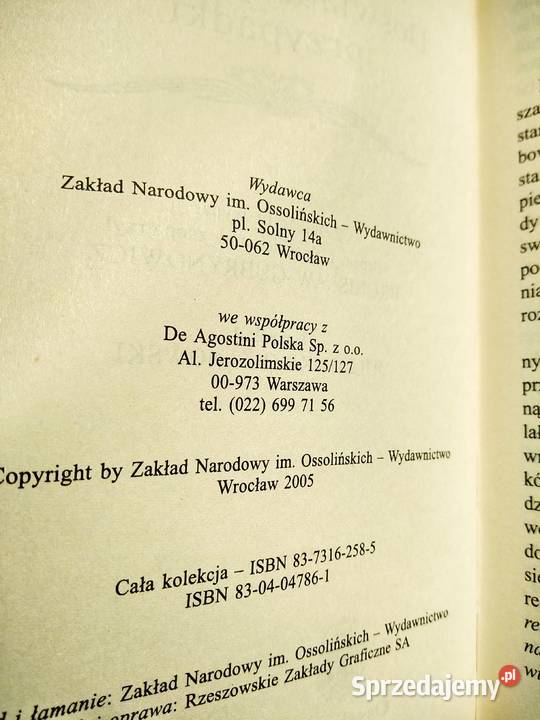 Wydawca
Zakład Narodowy im. Ossolińskich – Wydawnictwo
pl. Solny 14a
50-062 Wrocław
we współpracy z
De Agostini Polska Sp. z o.o.
Al. Jerozolimskie 125/127
00-973 Warszawa
tel. (022) 699 71 56
Copyright by Zakład Narodowy im. Ossolińskich – Wydawnictwo
Wrocław 2005
Cała kolekcja – ISBN 83-7316-258-5
ISBN 83-04-04786-1
i łamanie: Zakład Narodowy im. Ossolińskich – Wydawnictwo
i oprawa: Rzeszowskie Zakłady Graficzne SA
Sprzedajemy.pl